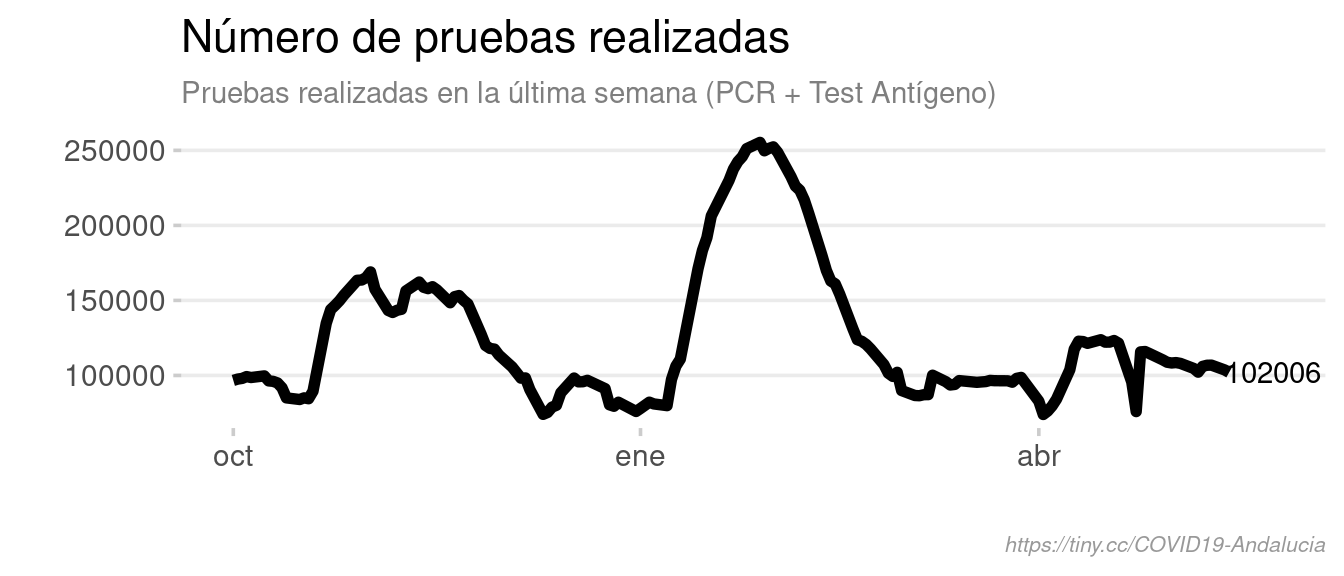 Número de pruebas realizadas
Pruebas realizadas en la última semana (PCR + Test Antígeno)
250000
200000
150000
100000
102006
oct ene abr
https://tiny.cc/COVID19-Andalucia